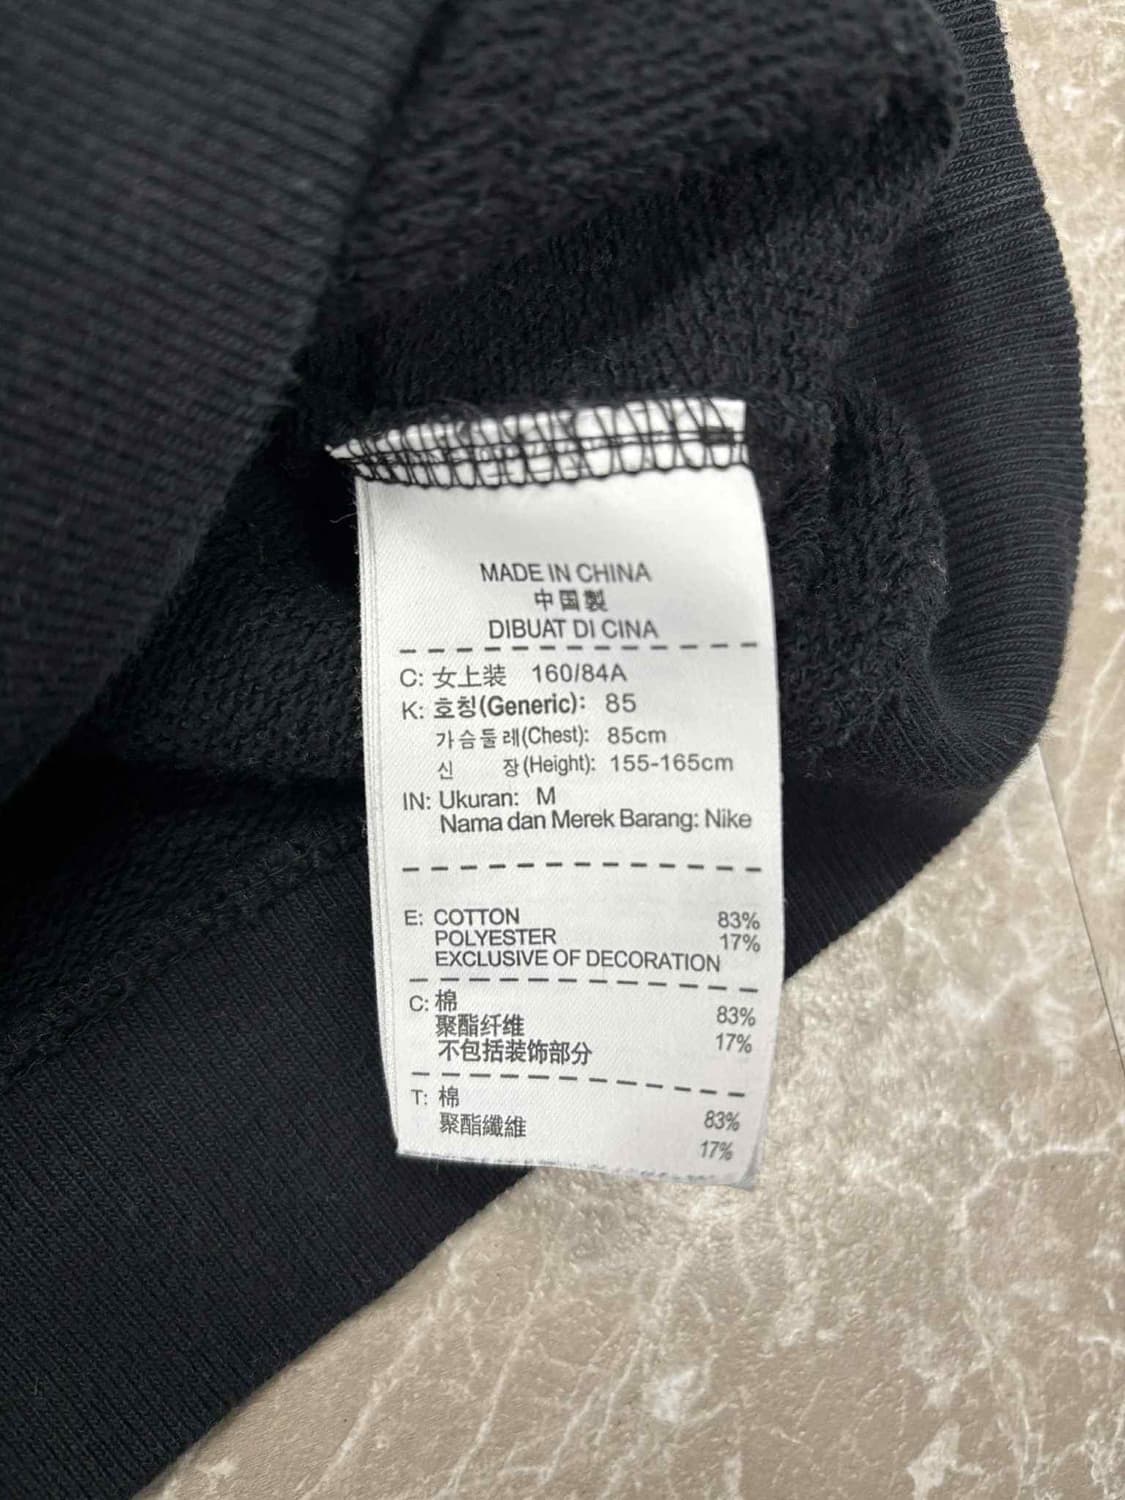 MADE IN CHINA
中国製
DIBUAT DI CINA
C: 女上装 160/84A
K: 호칭(Generic): 85
가슴둘레(Chest): 85cm
신 장(Height): 155-165cm
IN: Ukuran: M
Nama dan Merek Barang: Nike
E: COTTON 83%
POLYESTER 17%
EXCLUSIVE OF DECORATION
C: 棉 83%
聚酯纤维 17%
不包括装饰部分
T: 棉 83%
聚酯纖維 17%